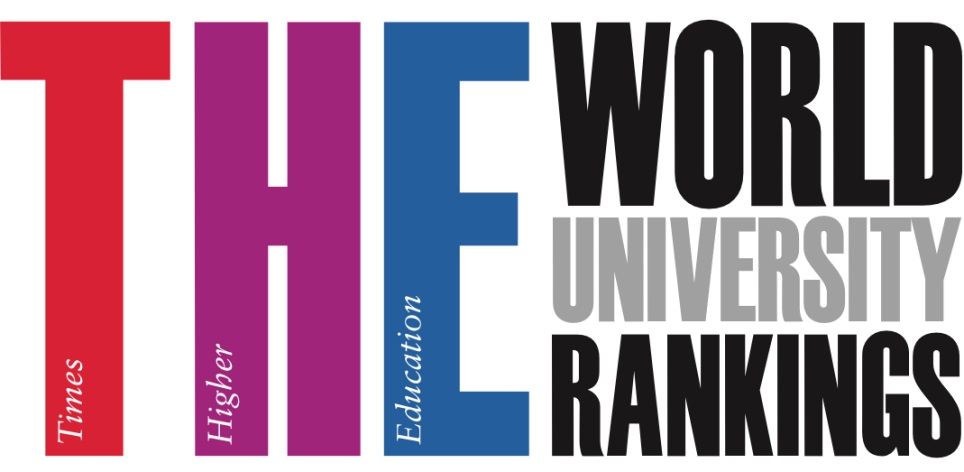 THE
Times
Higher
Education
WORLD
UNIVERSITY
RANKINGS